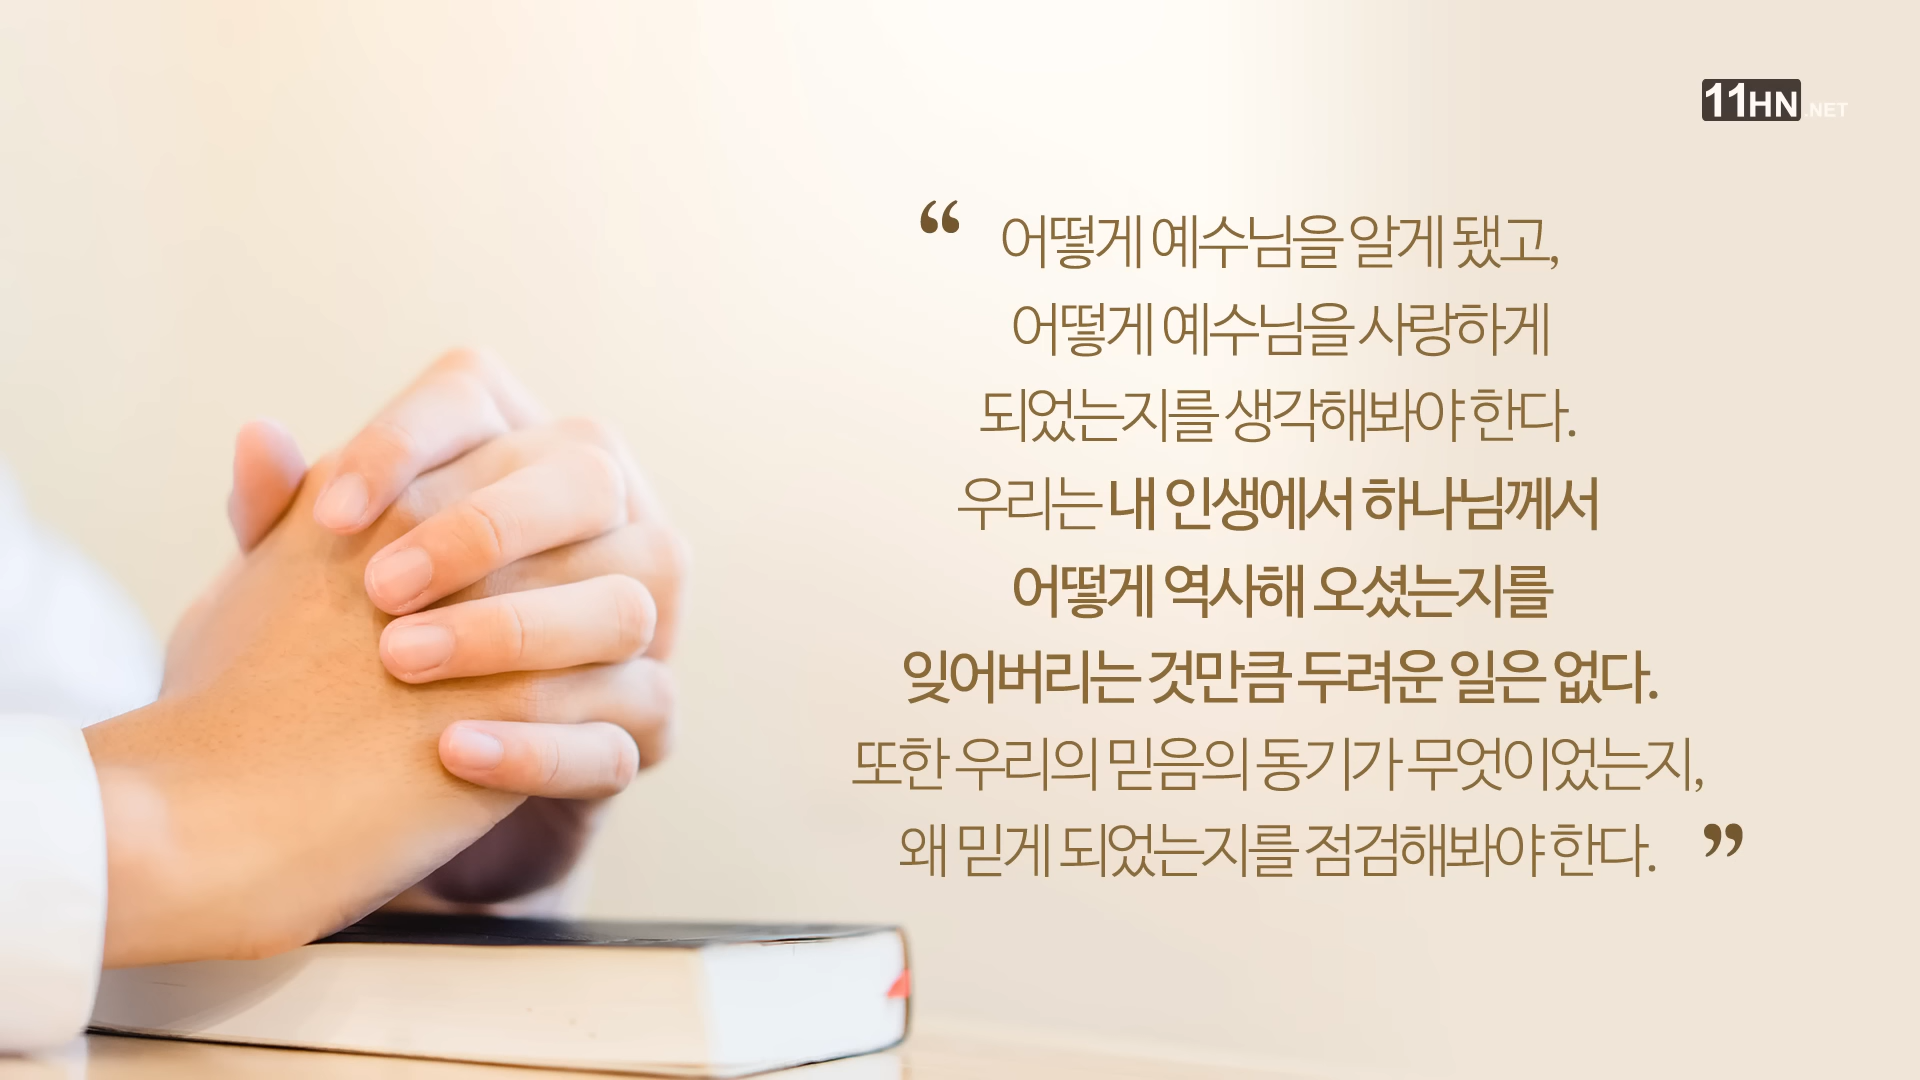 11HN.NET
“ 어떻게 예수님을 알게 됐고,
어떻게 예수님을 사랑하게
되었는지를 생각해봐야 한다.
우리는 내 인생에서 하나님께서
어떻게 역사해 오셨는지를
잊어버리는 것만큼 두려운 일은 없다.
또한 우리의 믿음의 동기가 무엇이었는지,
왜 믿게 되었는지를 점검해봐야 한다. ”